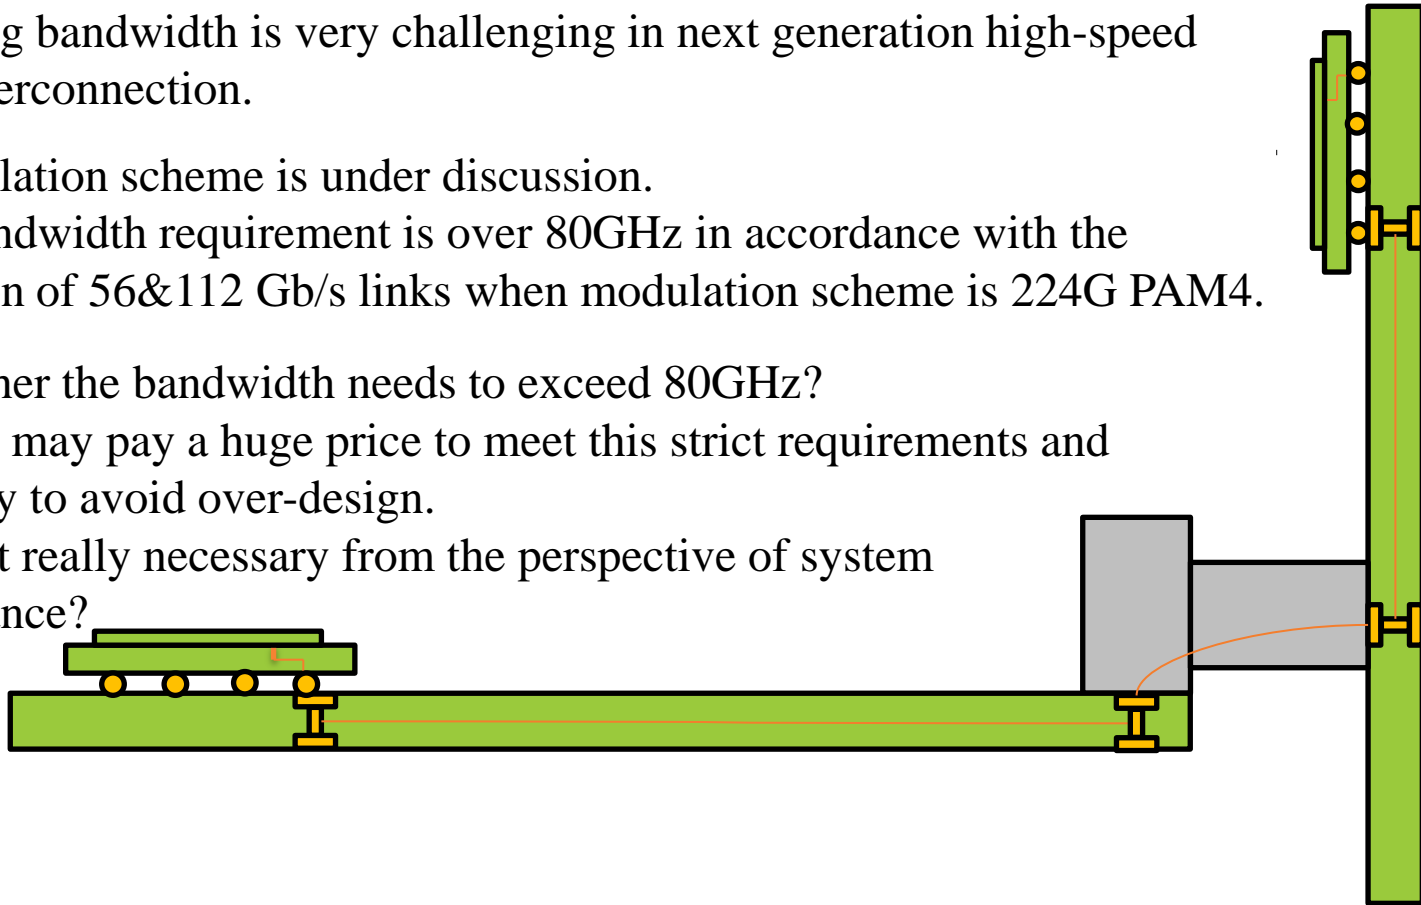 g bandwidth is very challenging in next generation high-speed
erconnection.
lation scheme is under discussion.
ndwidth requirement is over 80GHz in accordance with the
n of 56&112 Gb/s links when modulation scheme is 224G PAM4.
her the bandwidth needs to exceed 80GHz?
may pay a huge price to meet this strict requirements and
y to avoid over-design.
t really necessary from the perspective of system
ance?